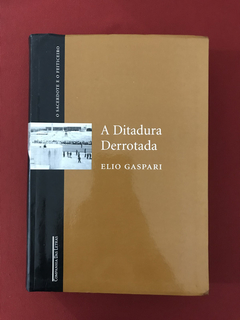 O SACERDOTE E O FEITICEIRO
A Ditadura
Derrotada
ELIO GASPARI
COMPANHIA DAS LETRAS